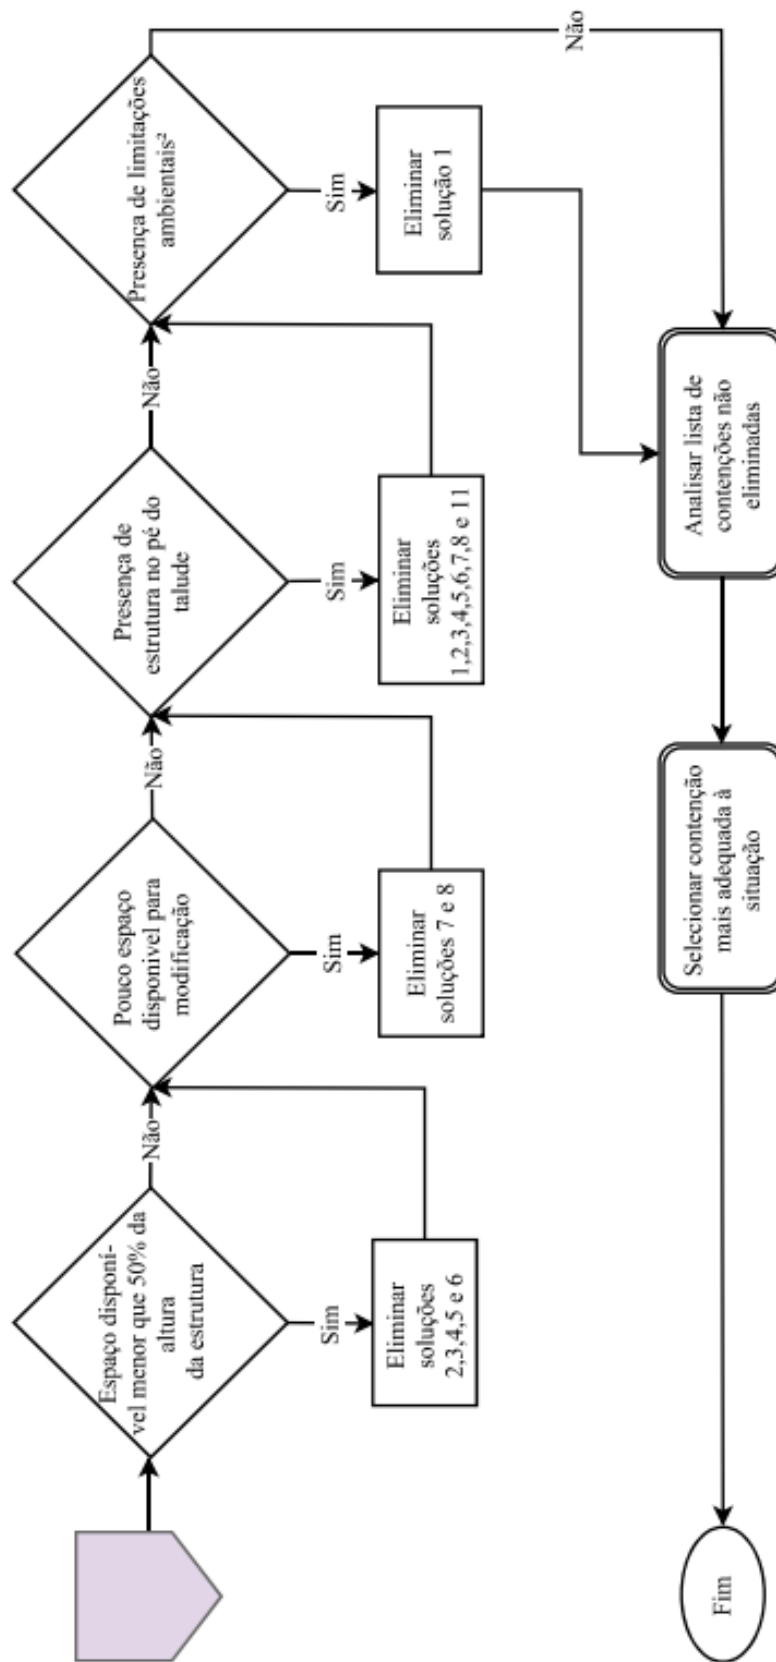 Espaço disponí-
vel menor que 50% da
altura
da estrutura
Não
Sim
Eliminar
soluções
2,3,4,5 e 6
Pouco espaço
disponivel para
modificação
Não
Sim
Eliminar
soluções 7 e 8
Presença de
estrutura no pé do
talude
Não
Sim
Eliminar
soluções
1,2,3,4,5,6,7,8 e 11
Presença de limitações
ambientais²
Não
Sim
Eliminar
solução 1
Analisar lista de
contenções não
eliminadas
Selecionar contenção
mais adequada à
situação
Fim